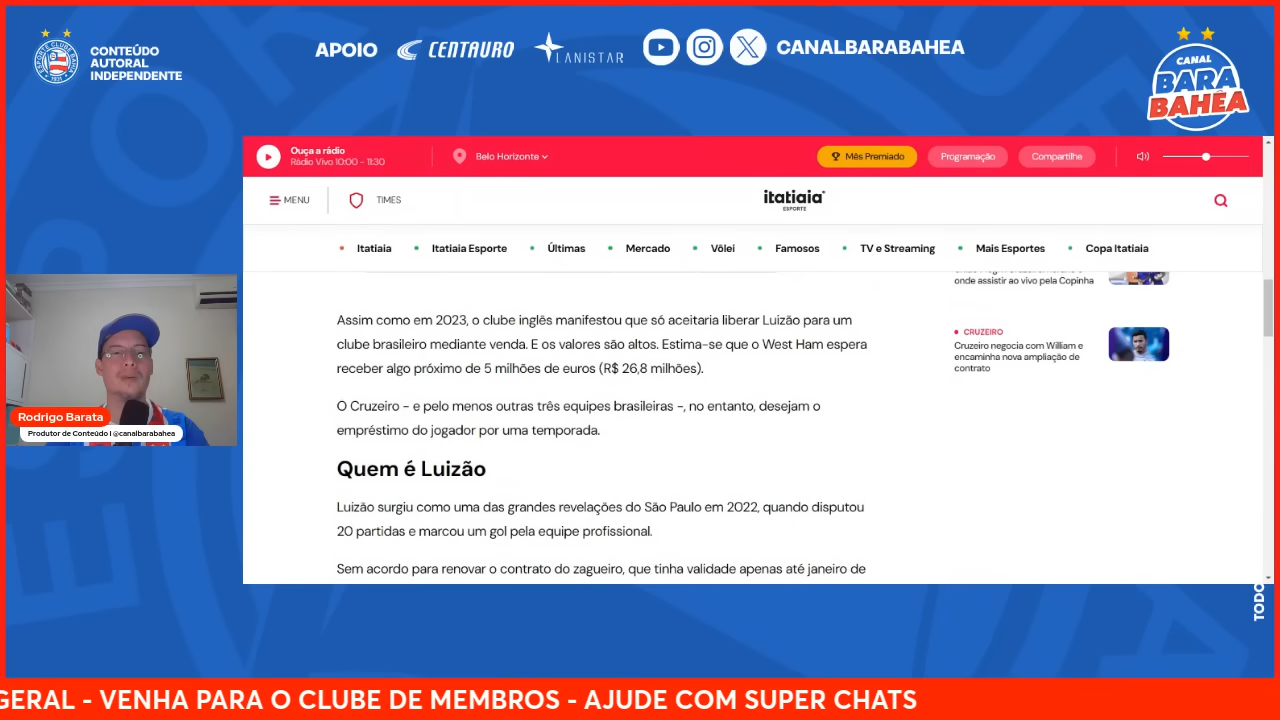 CONTEÚDO
AUTORAL
INDEPENDENTE
APOIO
CENTAURO
LANISTAR
CANALBARABAHEA
CANAL
BARA
BAHÊA
ESPORTE CLUBE BAHIA
1931
Ouça a rádio
Rádio Vivo 10:00 - 11:30
Belo Horizonte
Mês Premiado
Programação
Compartilhe
MENU
TIMES
itatiaia
ESPORTE
Itatiaia
Itatiaia Esporte
Últimas
Mercado
Vôlei
Famosos
TV e Streaming
Mais Esportes
Copa Itatiaia
onde assistir ao vivo pela Copinha
Assim como em 2023, o clube inglês manifestou que só aceitaria liberar Luizão para um
clube brasileiro mediante venda. E os valores são altos. Estima-se que o West Ham espera
receber algo próximo de 5 milhões de euros (R$ 26,8 milhões).
CRUZEIRO
Cruzeiro negocia com William e
encaminha nova ampliação de
contrato
O Cruzeiro - e pelo menos outras três equipes brasileiras -, no entanto, desejam o
empréstimo do jogador por uma temporada.
Quem é Luizão
Luizão surgiu como uma das grandes revelações do São Paulo em 2022, quando disputou
20 partidas e marcou um gol pela equipe profissional.
Sem acordo para renovar o contrato do zagueiro, que tinha validade apenas até janeiro de
Rodrigo Barata
Produtor de Conteúdo | @canalbarabahea
TODO
GERAL - VENHA PARA O CLUBE DE MEMBROS - AJUDE COM SUPER CHATS